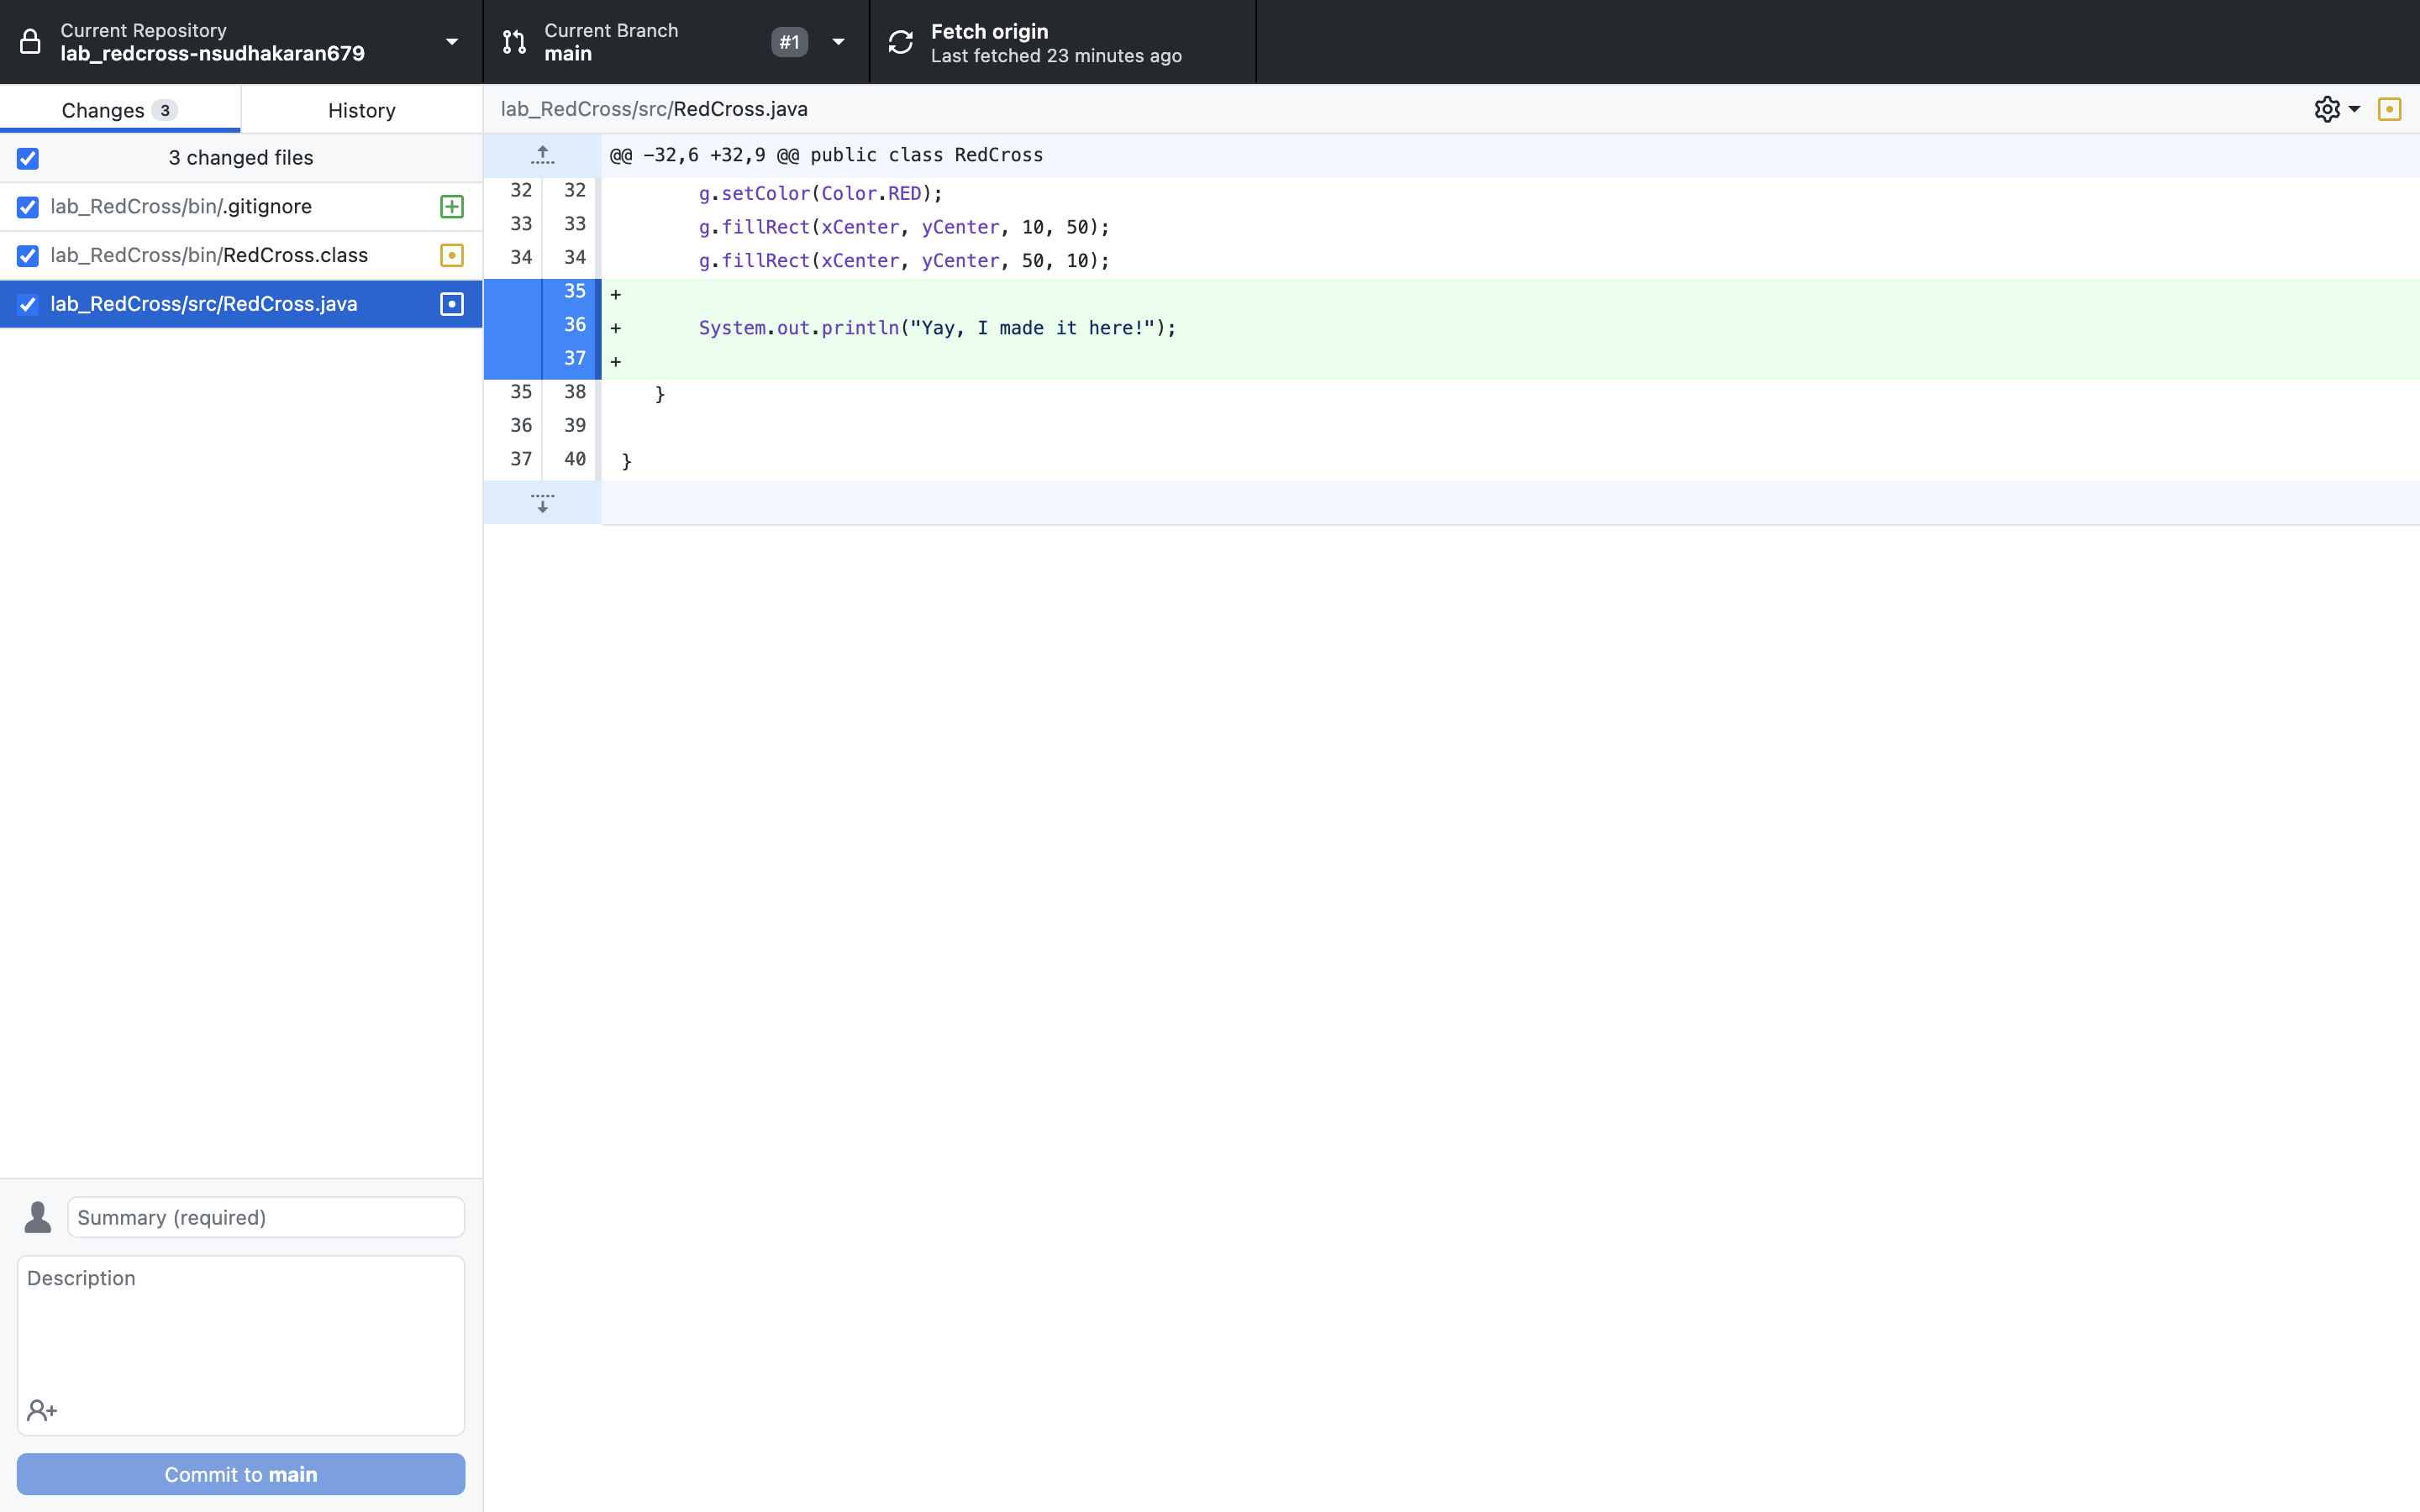 Current Repository
lab_redcross-nsudhakaran679
Current Branch
main
#1
Fetch origin
Last fetched 23 minutes ago
Changes 3
History
lab_RedCross/src/RedCross.java
3 changed files
lab_RedCross/bin/.gitignore
lab_RedCross/bin/RedCross.class
lab_RedCross/src/RedCross.java
@@ -32,6 +32,9 @@ public class RedCross
32 32 g.setColor(Color.RED);
33 33 g.fillRect(xCenter, yCenter, 10, 50);
34 34 g.fillRect(xCenter, yCenter, 50, 10);
35 +
36 + System.out.println("Yay, I made it here!");
37 +
35 38 }
36 39
37 40 }
Summary (required)
Description
Commit to main